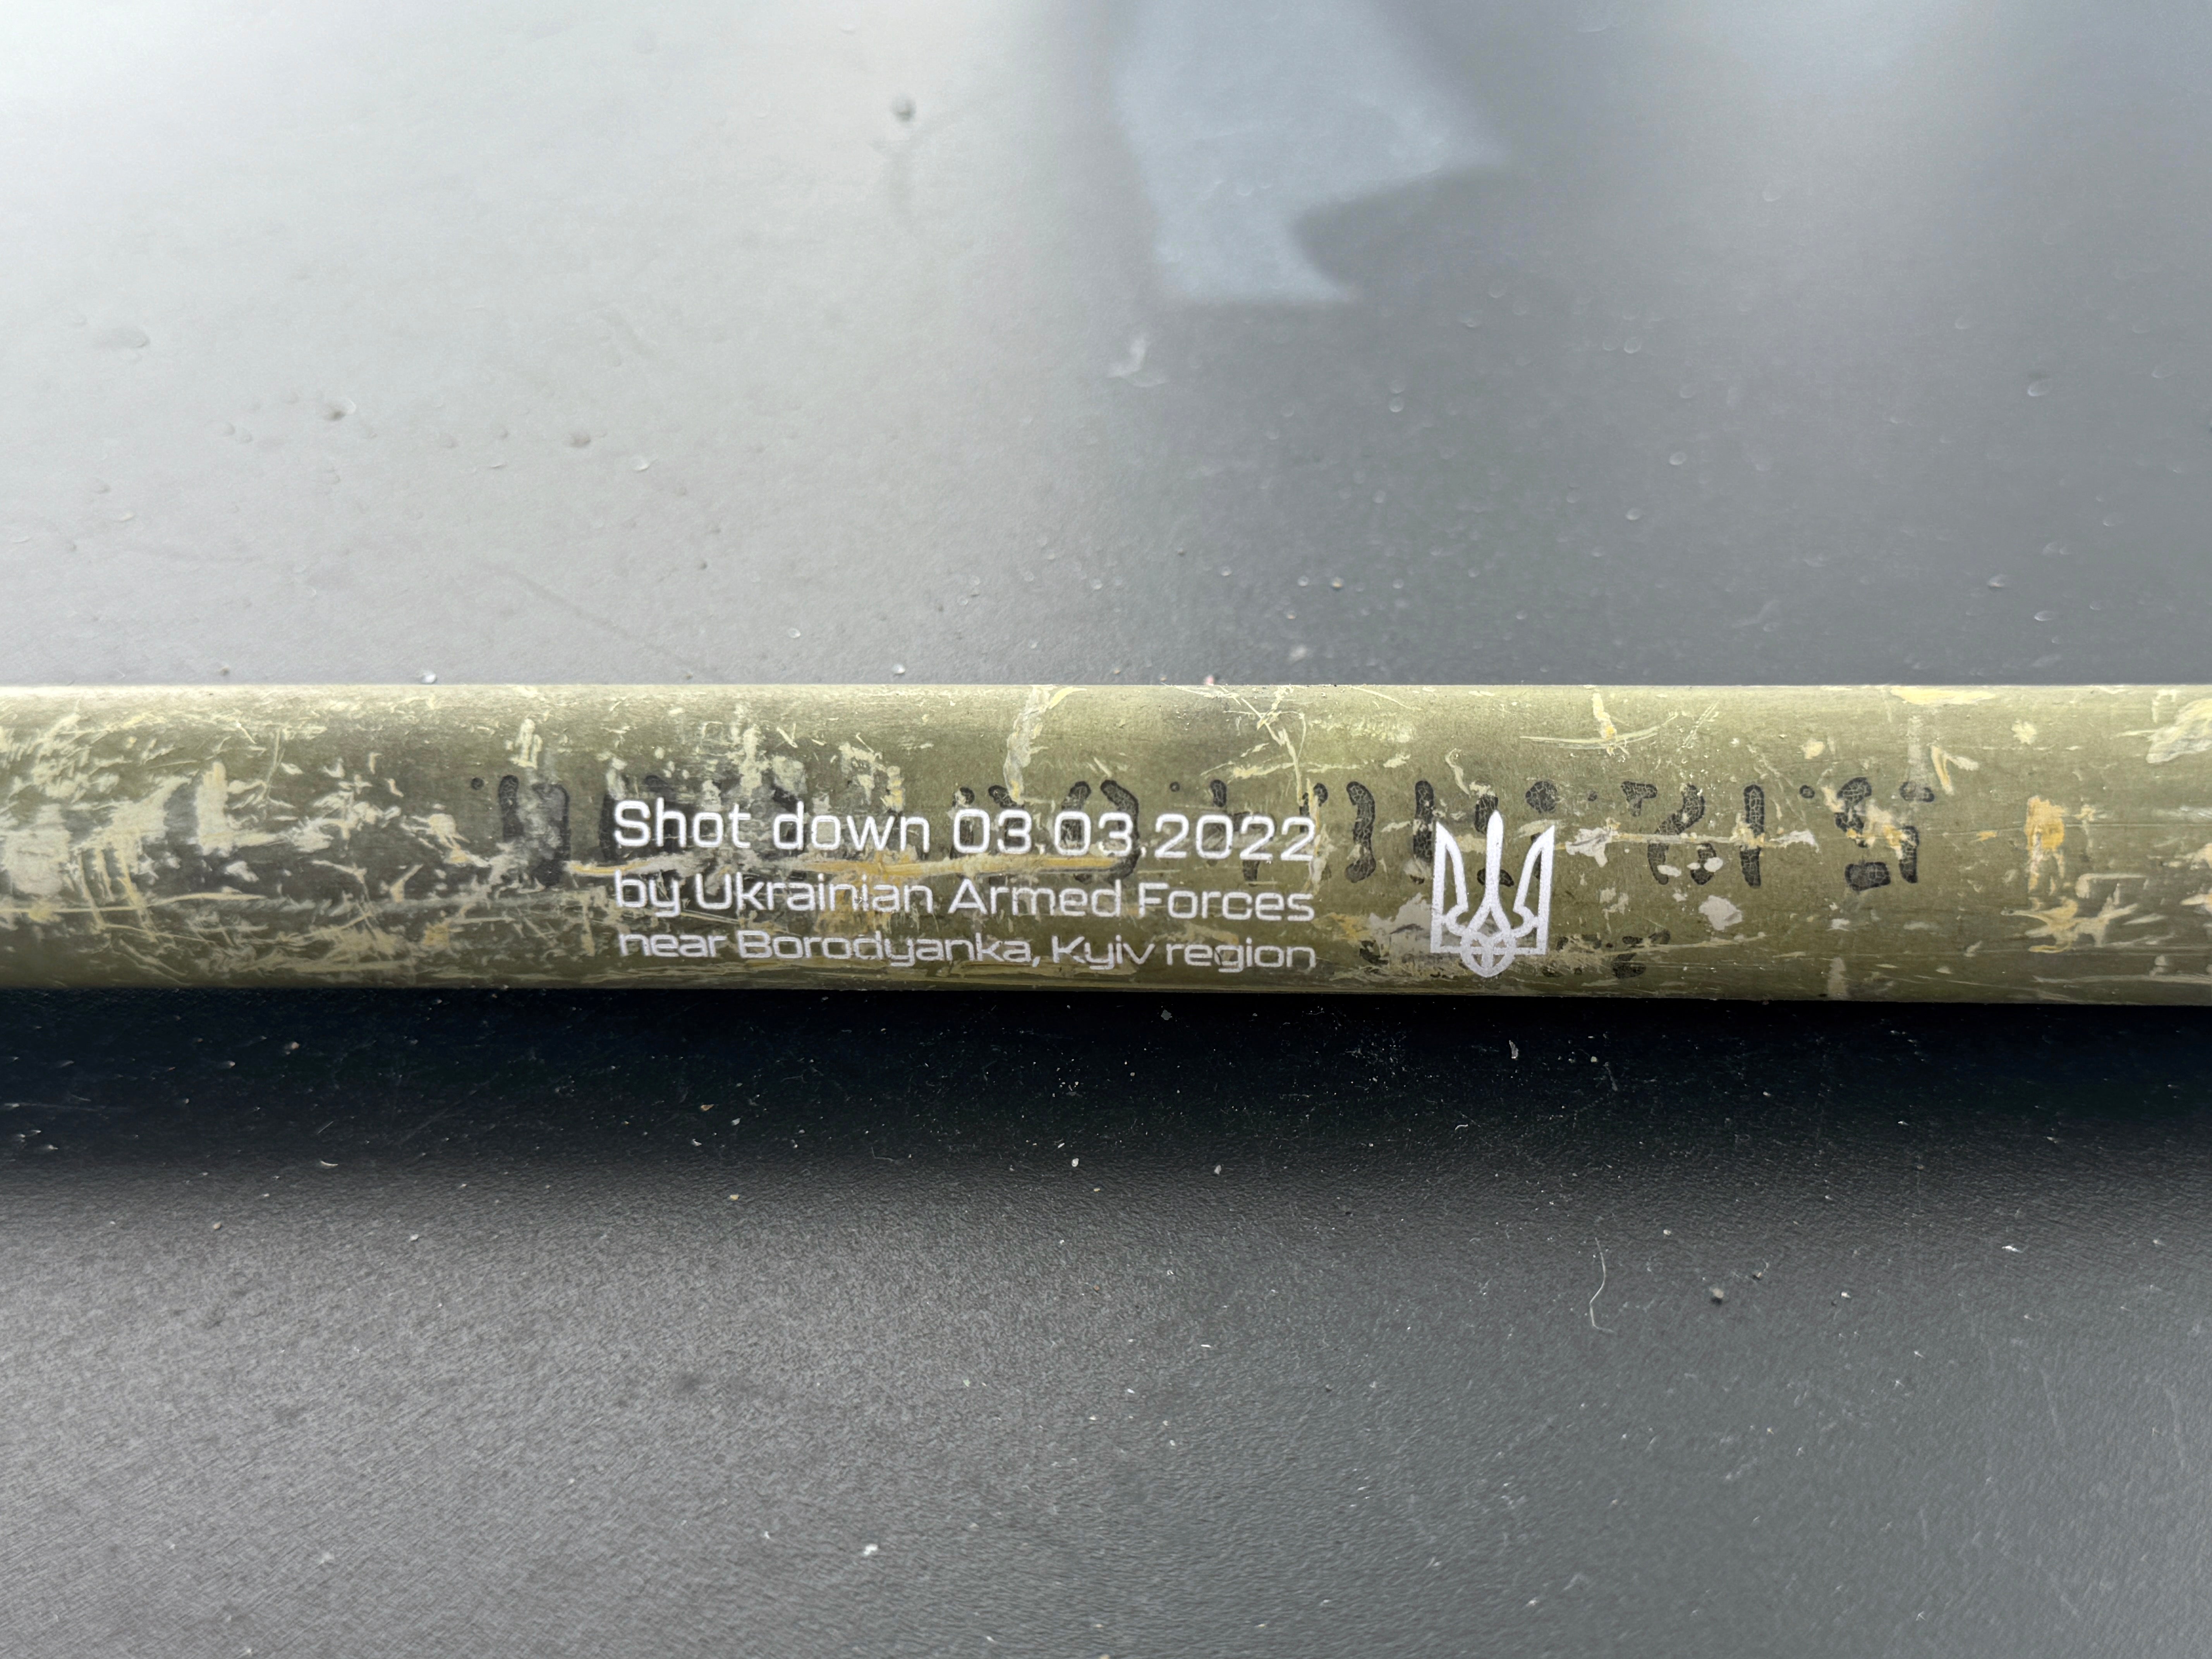 Shot down 03.03.2022
by Ukrainian Armed Forces
near Borodyanka, Kyiv region